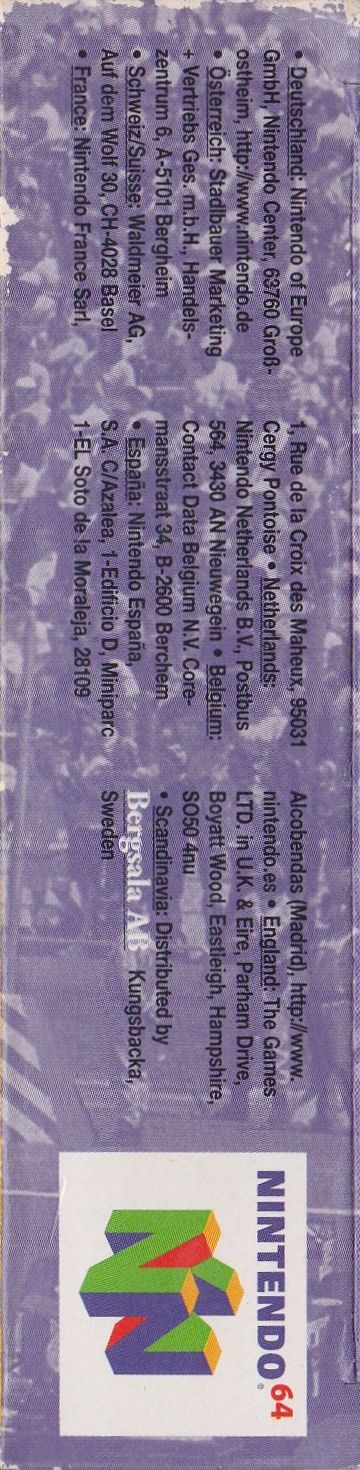 • Deutschland: Nintendo of Europe
GmbH, Nintendo Center, 63760 Groß-
ostheim, http://www.nintendo.de
• Österreich: Stadlbauer Marketing
+ Vertriebs Ges. m.b.H., Handels-
zentrum 6, A-5101 Bergheim
• Schweiz/Suisse: Waldmeier AG,
Auf dem Wolf 30, CH-4028 Basel
• France: Nintendo France Sarl,
1, Rue de la Croix des Maheux, 95031
Cergy Pontoise • Netherlands:
Nintendo Netherlands B.V., Postbus
564, 3430 AN Nieuwegein • Belgium:
Contact Data Belgium N.V. Core-
mansstraat 34, B-2600 Berchem
• España: Nintendo España,
S.A. C/Azalea, 1-Edificio D, Miniparc
1-EL Soto de la Moraleja, 28109
Alcobendas (Madrid), http://www.
nintendo.es • England: The Games
LTD. in U.K. & Eire, Parham Drive,
Boyatt Wood, Eastleigh, Hampshire,
SO50 4nu
• Scandinavia: Distributed by
Bergsala AB Kungsbacka,
Sweden
NINTENDO 64 ®